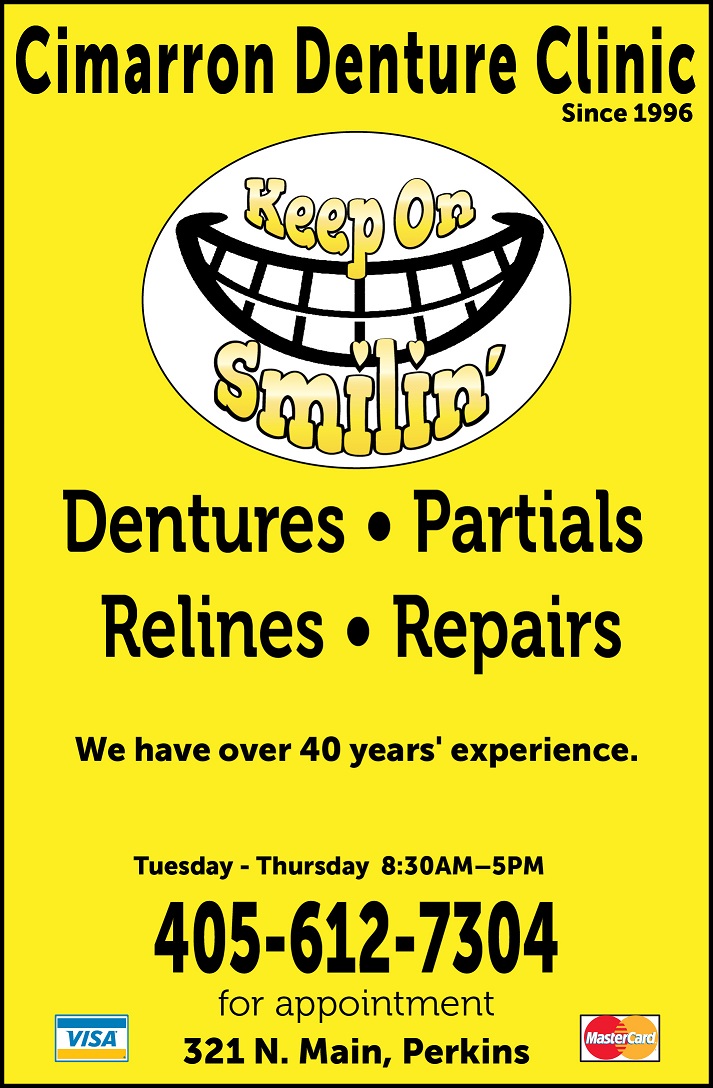 Cimarron Denture Clinic
Since 1996
Keep On
Smilin'
Dentures • Partials
Relines • Repairs
We have over 40 years' experience.
Tuesday - Thursday 8:30AM–5PM
405-612-7304
for appointment
VISA
321 N. Main, Perkins
MasterCard